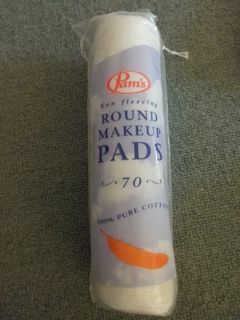 Pam's
Non fleecing
ROUND
MAKEUP
PADS
70
100% PURE COTTON